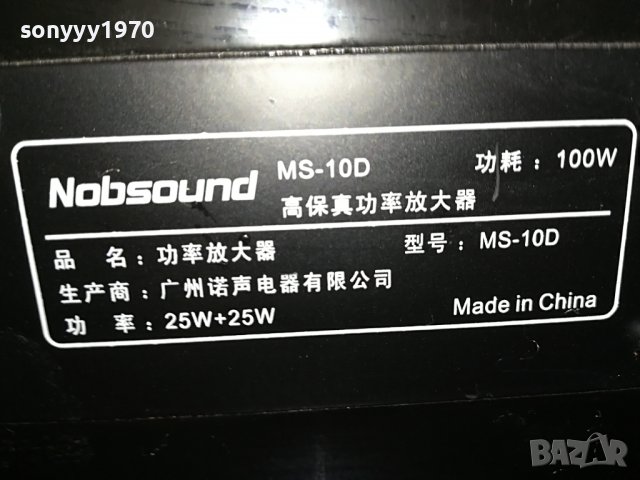 sonyyy1970
Nobsound MS-10D 功耗：100W
高保真功率放大器
品 名：功率放大器 型号：MS-10D
生产商：广州诺声电器有限公司
功 率：25W+25W Made in China
BAZAR